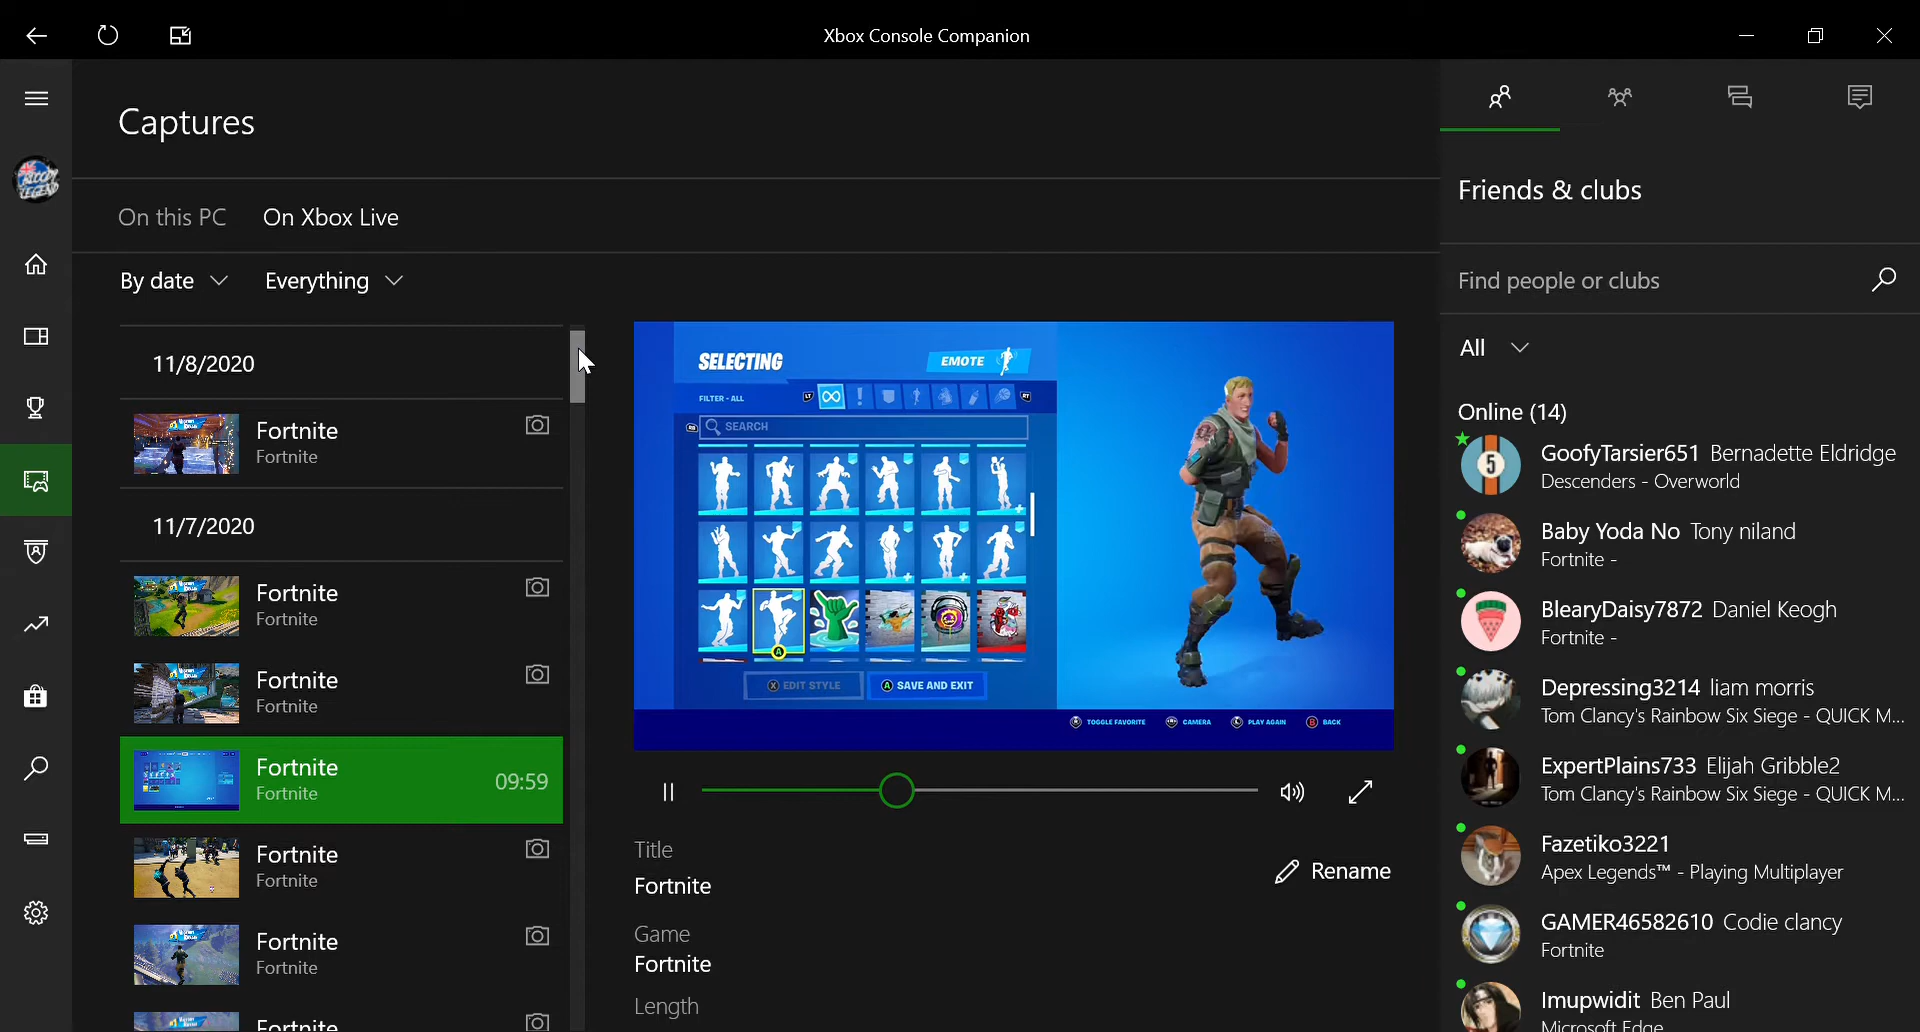 Xbox Console Companion
Captures
On this PC On Xbox Live
By date Everything
11/8/2020
Fortnite
Fortnite
11/7/2020
Fortnite
Fortnite
Fortnite
Fortnite
Fortnite
Fortnite
09:59
Fortnite
Fortnite
Fortnite
Fortnite
Fortnite
SELECTING
EMOTE
FILTER - ALL
LT
RT
SEARCH
A
X EDIT STYLE
A SAVE AND EXIT
TOGGLE FAVORITE
CAMERA
PLAY AGAIN
B BACK
Title
Fortnite
Rename
Game
Fortnite
Length
BLOODY
LEGEND
Friends & clubs
Find people or clubs
All
Online (14)
5
GoofyTarsier651 Bernadette Eldridge
Descenders - Overworld
Baby Yoda No Tony niland
Fortnite -
BlearyDaisy7872 Daniel Keogh
Fortnite -
Depressing3214 liam morris
Tom Clancy's Rainbow Six Siege - QUICK M...
ExpertPlains733 Elijah Gribble2
Tom Clancy's Rainbow Six Siege - QUICK M...
Fazetiko3221
Apex Legends™ - Playing Multiplayer
GAMER46582610 Codie clancy
Fortnite
Imupwidit Ben Paul
Microsoft Edge